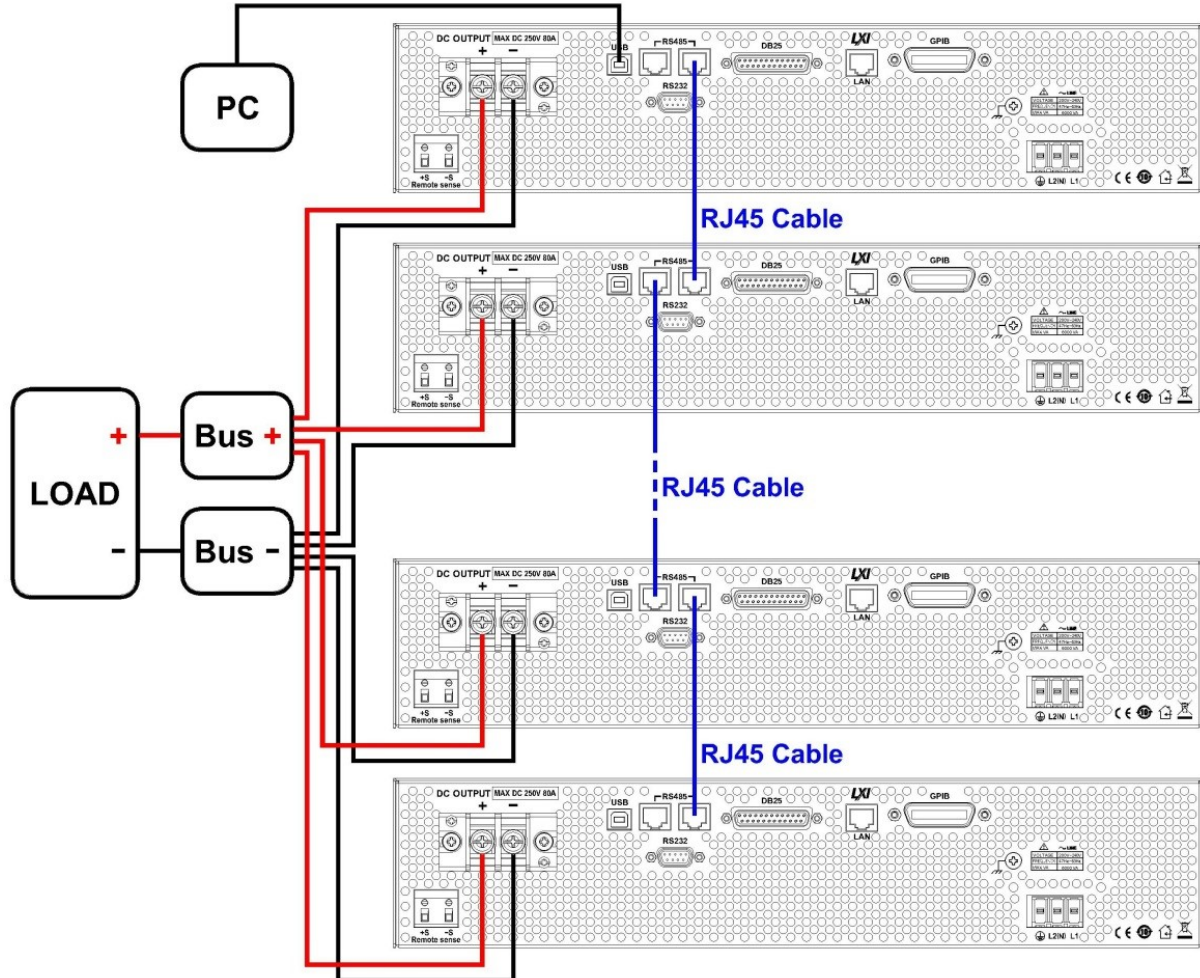 PC
DC OUTPUT MAX DC 250V 80A
+ −
USB
RS485
DB25
LXI
LAN
GPIB
RS232
+S -S
Remote sense
L2(N) L1
CE
RJ45 Cable
DC OUTPUT MAX DC 250V 80A
+ −
USB
RS485
DB25
LXI
LAN
GPIB
RS232
+S -S
Remote sense
L2(N) L1
CE
LOAD
+
-
Bus +
Bus -
RJ45 Cable
DC OUTPUT MAX DC 250V 80A
+ −
USB
RS485
DB25
LXI
LAN
GPIB
RS232
+S -S
Remote sense
L2(N) L1
CE
RJ45 Cable
DC OUTPUT MAX DC 250V 80A
+ −
USB
RS485
DB25
LXI
LAN
GPIB
RS232
+S -S
Remote sense
L2(N) L1
CE